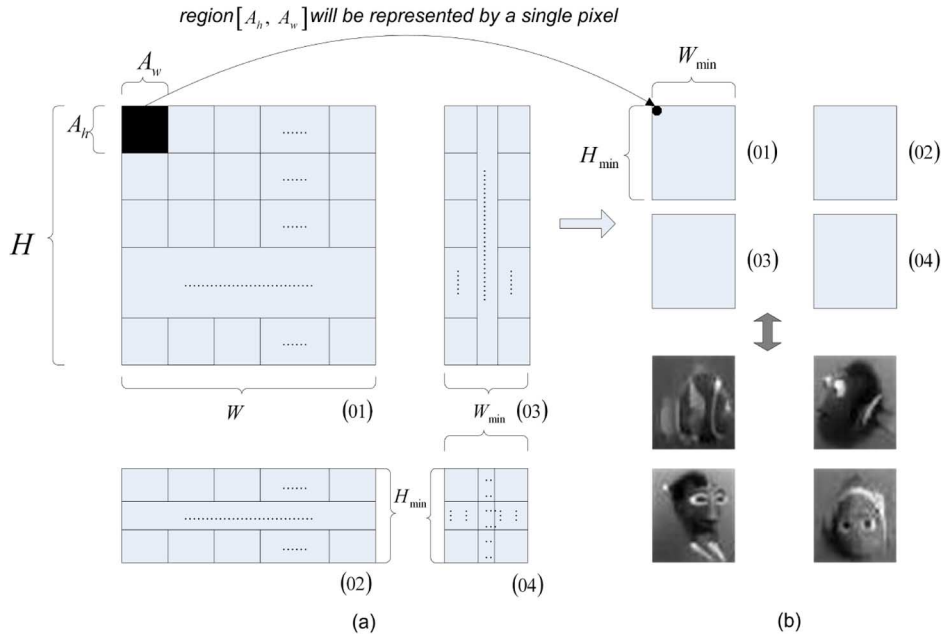 region[A_h, A_w] will be represented by a single pixel
A_w
W_min
A_h
......
H_min
(01)
(02)
......
......
H
(03)
(04)
......
......
......
W
(01)
W_min
(03)
......
H_min
......
......
(02)
(04)
(a)
(b)